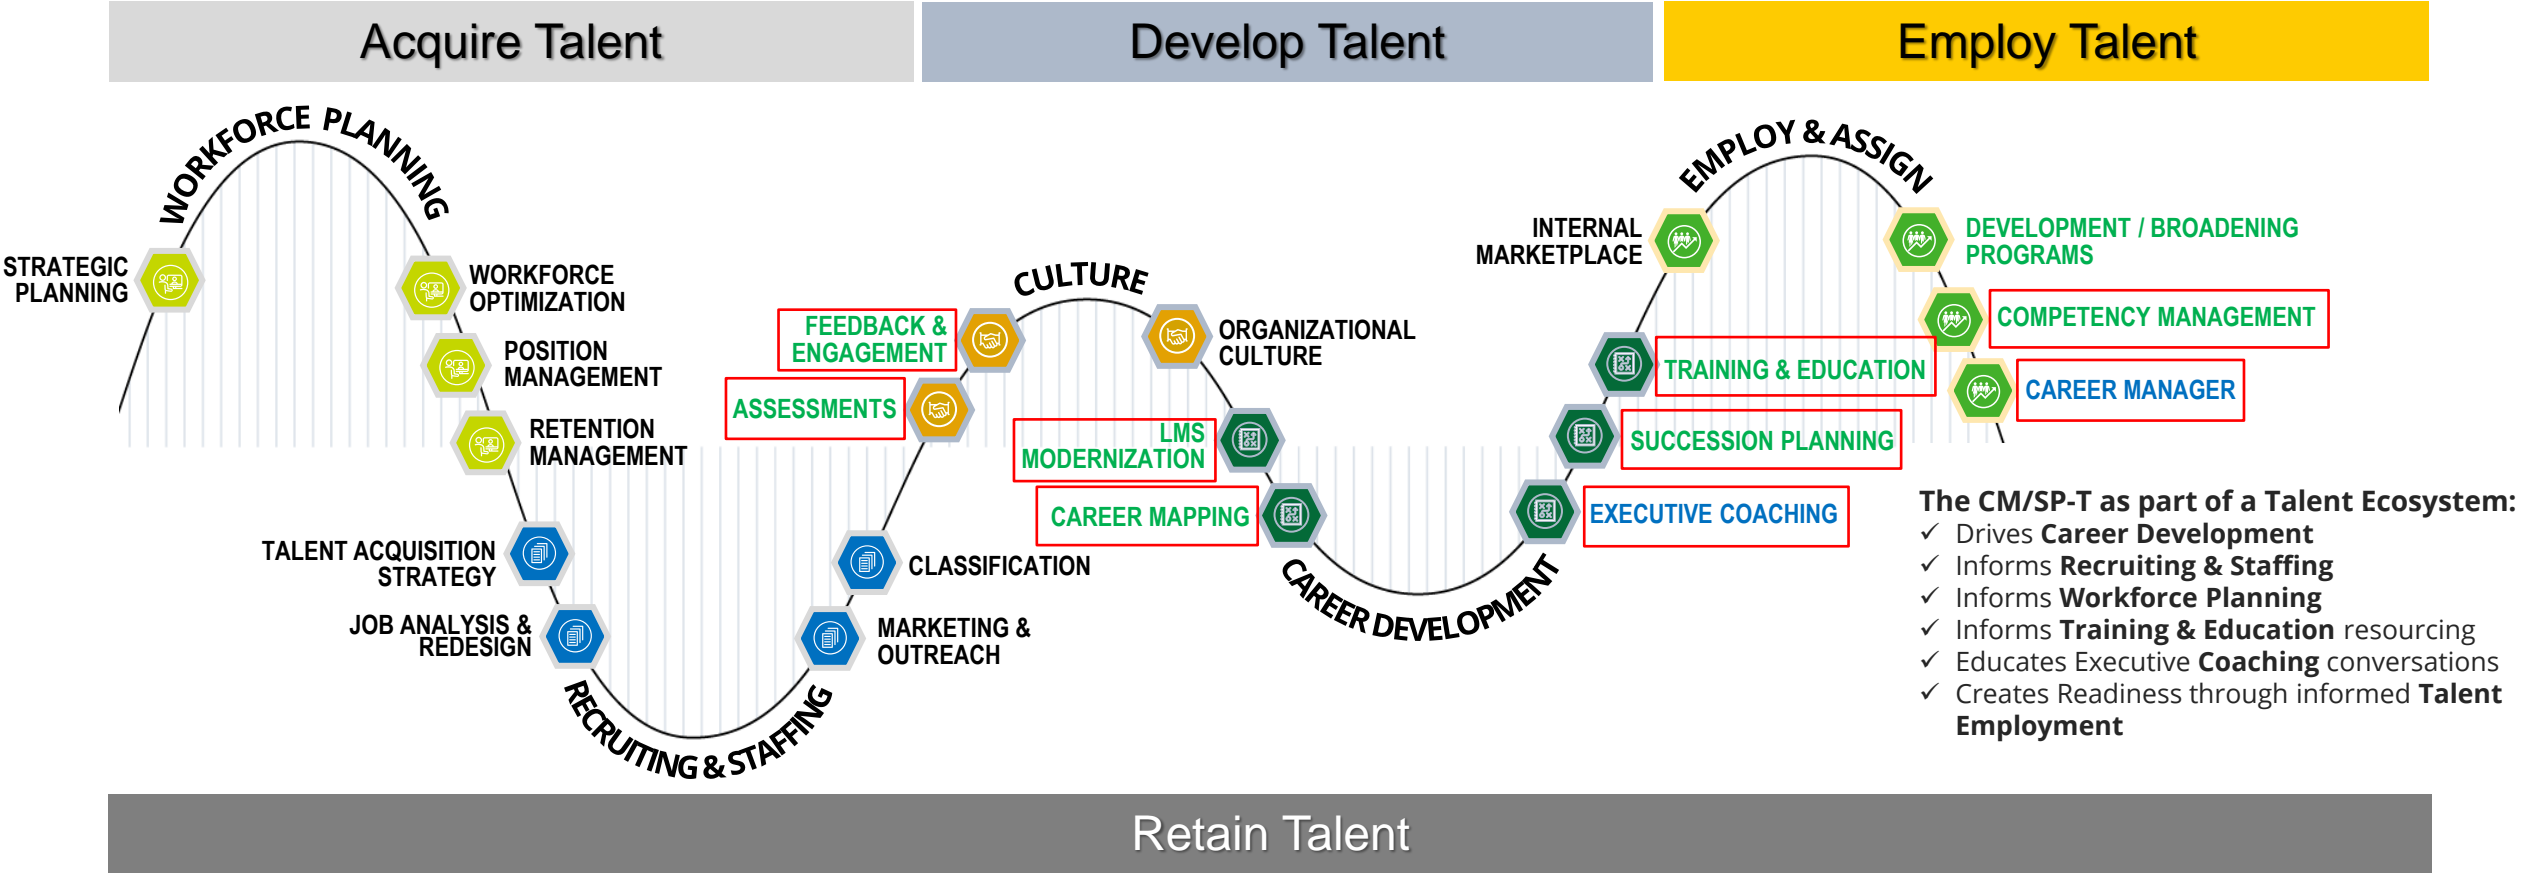 Acquire Talent
Develop Talent
Employ Talent
WORKFORCE PLANNING
STRATEGIC
PLANNING
WORKFORCE
OPTIMIZATION
POSITION
MANAGEMENT
RETENTION
MANAGEMENT
TALENT ACQUISITION
STRATEGY
JOB ANALYSIS &
REDESIGN
RECRUITING & STAFFING
CLASSIFICATION
MARKETING &
OUTREACH
FEEDBACK &
ENGAGEMENT
ASSESSMENTS
CULTURE
ORGANIZATIONAL
CULTURE
LMS
MODERNIZATION
CAREER MAPPING
CAREER DEVELOPMENT
EXECUTIVE COACHING
SUCCESSION PLANNING
TRAINING & EDUCATION
INTERNAL
MARKETPLACE
EMPLOY & ASSIGN
DEVELOPMENT / BROADENING
PROGRAMS
COMPETENCY MANAGEMENT
CAREER MANAGER
The CM/SP-T as part of a Talent Ecosystem:
✓ Drives Career Development
✓ Informs Recruiting & Staffing
✓ Informs Workforce Planning
✓ Informs Training & Education resourcing
✓ Educates Executive Coaching conversations
✓ Creates Readiness through informed Talent
Employment
Retain Talent